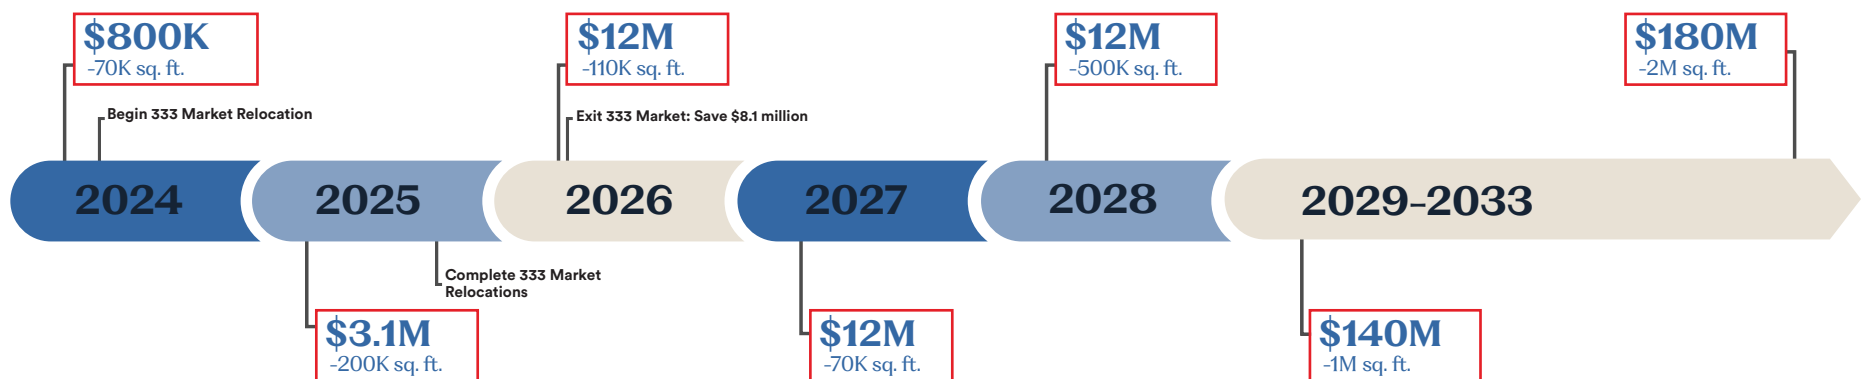 $800K
-70K sq. ft.
$12M
-110K sq. ft.
$12M
-500K sq. ft.
$180M
-2M sq. ft.
Begin 333 Market Relocation
Exit 333 Market: Save $8.1 million
2024
2025
2026
2027
2028
2029-2033
Complete 333 Market
Relocations
$3.1M
-200K sq. ft.
$12M
-70K sq. ft.
$140M
-1M sq. ft.